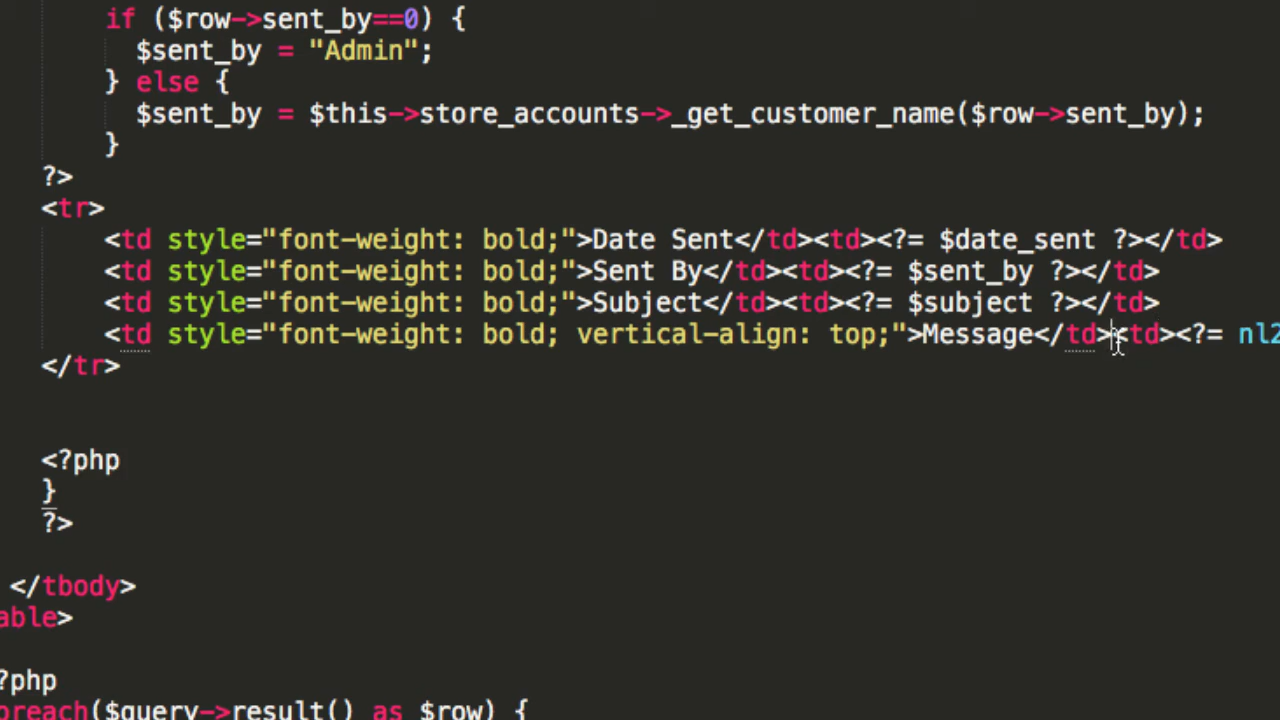 if ($row->sent_by==0) {
$sent_by = "Admin";
} else {
$sent_by = $this->store_accounts->_get_customer_name($row->sent_by);
}
?>
<tr>
<td style="font-weight: bold;">Date Sent</td><td><?= $date_sent ?></td>
<td style="font-weight: bold;">Sent By</td><td><?= $sent_by ?></td>
<td style="font-weight: bold;">Subject</td><td><?= $subject ?></td>
<td style="font-weight: bold; vertical-align: top;">Message</td><td><?= nl2
</tr>
<?php
}
?>
</tbody>
able>
?php
oreach($query->result() as $row) {